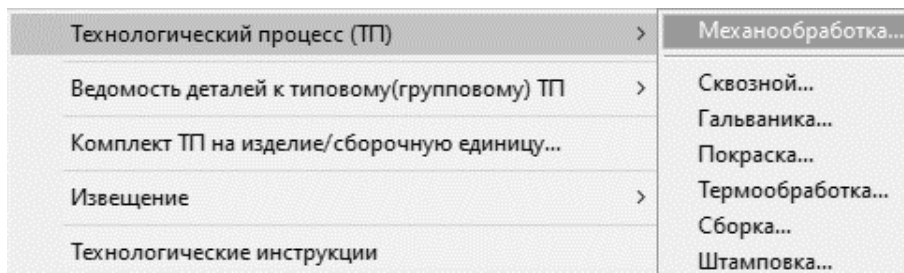 Технологический процесс (ТП) >
Ведомость деталей к типовому(групповому) ТП >
Комплект ТП на изделие/сборочную единицу...
Извещение >
Технологические инструкции
Механообработка...
Сквозной...
Гальваника...
Покраска...
Термообработка...
Сборка...
Штамповка...